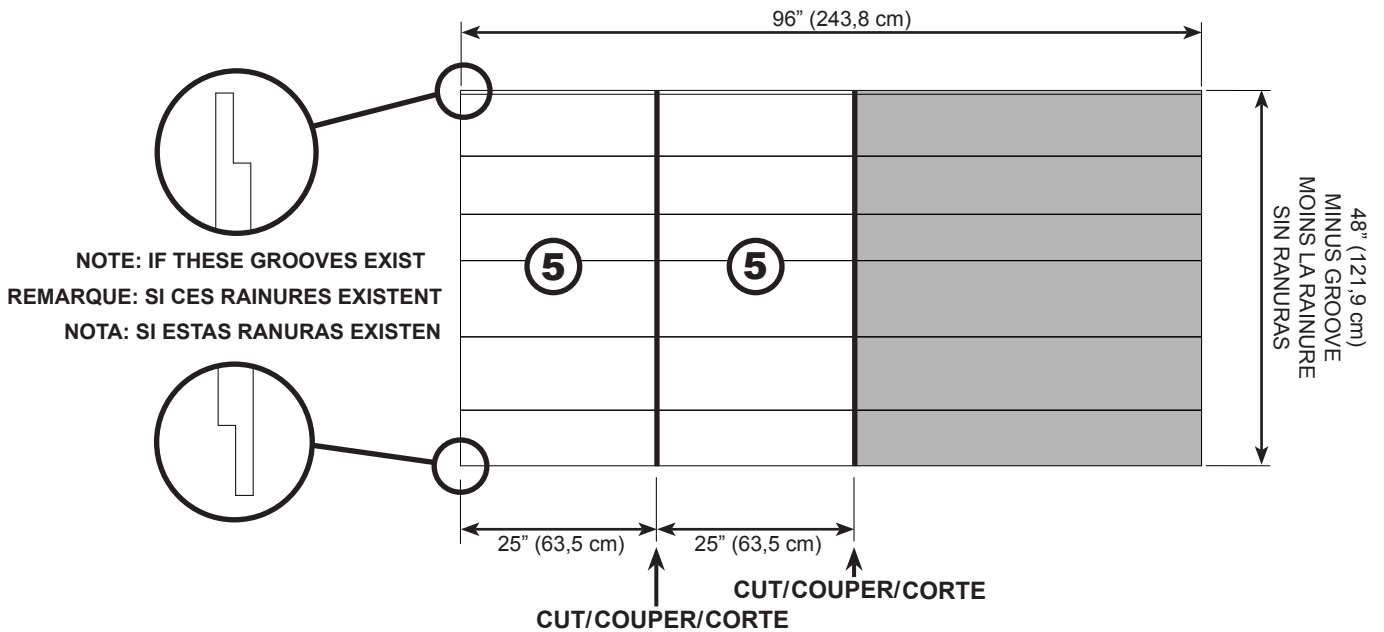 96” (243,8 cm)
NOTE: IF THESE GROOVES EXIST
REMARQUE: SI CES RAINURES EXISTENT
NOTA: SI ESTAS RANURAS EXISTEN
5
5
48” (121,9 cm)
MINUS GROOVE
MOINS LA RAINURE
SIN RANURAS
25” (63,5 cm)
25” (63,5 cm)
CUT/COUPER/CORTE
CUT/COUPER/CORTE